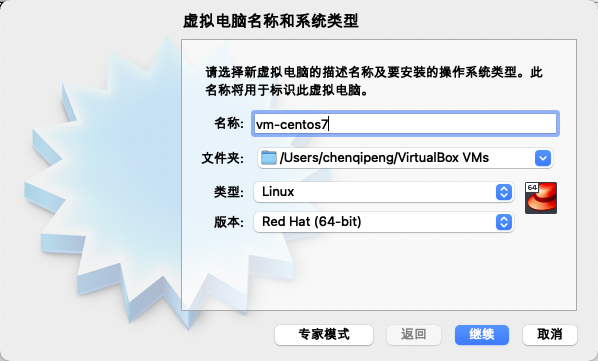 虚拟电脑名称和系统类型
请选择新虚拟电脑的描述名称及要安装的操作系统类型。此
名称将用于标识此虚拟电脑。
名称: vm-centos7
文件夹: /Users/chenqipeng/VirtualBox VMs
类型: Linux
64
版本: Red Hat (64-bit)
专家模式 返回 继续 取消